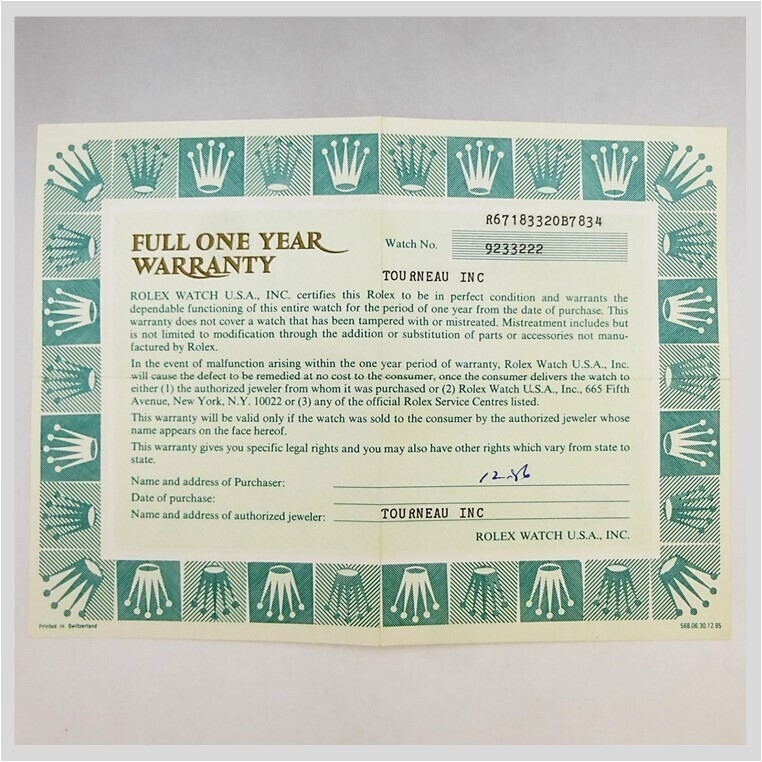 R67183320B7834
FULL ONE YEAR
WARRANTY
Watch No.
9233222
TOURNEAU INC
ROLEX WATCH U.S.A., INC. certifies this Rolex to be in perfect condition and warrants the
dependable functioning of this entire watch for the period of one year from the date of purchase. This
warranty does not cover a watch that has been tampered with or mistreated. Mistreatment includes but
is not limited to modification through the addition or substitution of parts or accessories not manu-
factured by Rolex.
In the event of malfunction arising within the one year period of warranty, Rolex Watch U.S.A., Inc.
will cause the defect to be remedied at no cost to the consumer, once the consumer delivers the watch to
either (1) the authorized jeweler from whom it was purchased or (2) Rolex Watch U.S.A., Inc., 665 Fifth
Avenue, New York, N.Y. 10022 or (3) any of the official Rolex Service Centres listed.
This warranty will be valid only if the watch was sold to the consumer by the authorized jeweler whose
name appears on the face hereof.
This warranty gives you specific legal rights and you may also have other rights which vary from state to
state.
Name and address of Purchaser:
12.86
Date of purchase:
Name and address of authorized jeweler: TOURNEAU INC
ROLEX WATCH U.S.A., INC.
Printed in Switzerland
568.06.30.12.85